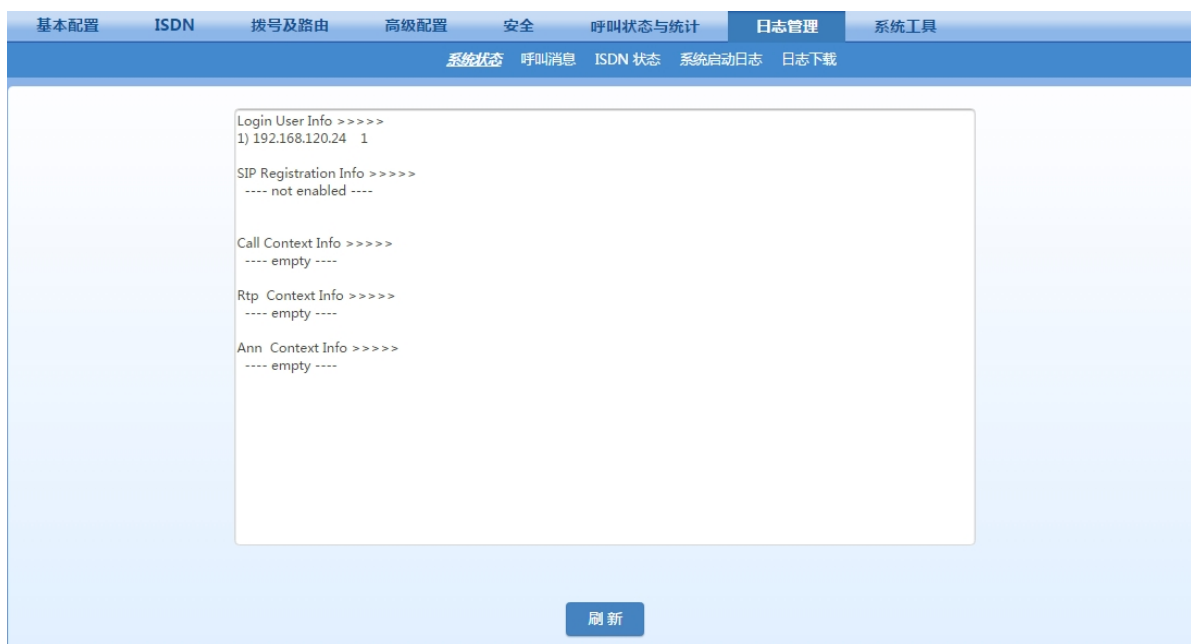 基本配置 ISDN 拨号及路由 高级配置 安全 呼叫状态与统计 日志管理 系统工具
系统状态 呼叫消息 ISDN 状态 系统启动日志 日志下载
Login User Info >>>>>
1) 192.168.120.24 1
SIP Registration Info >>>>>
---- not enabled ----
Call Context Info >>>>>
---- empty ----
Rtp Context Info >>>>>
---- empty ----
Ann Context Info >>>>>
---- empty ----
刷新